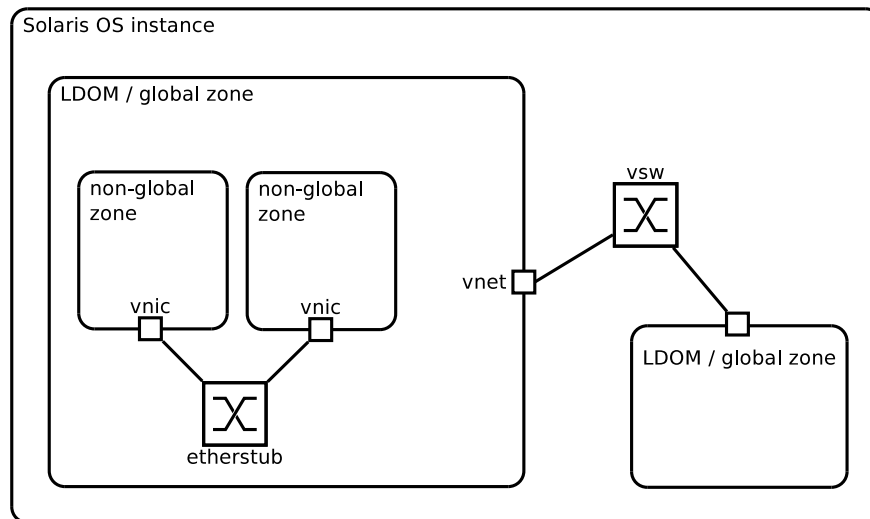 Solaris OS instance
LDOM / global zone
non-global
zone
non-global
zone
vsw
vnet
vnic
vnic
LDOM / global zone
etherstub